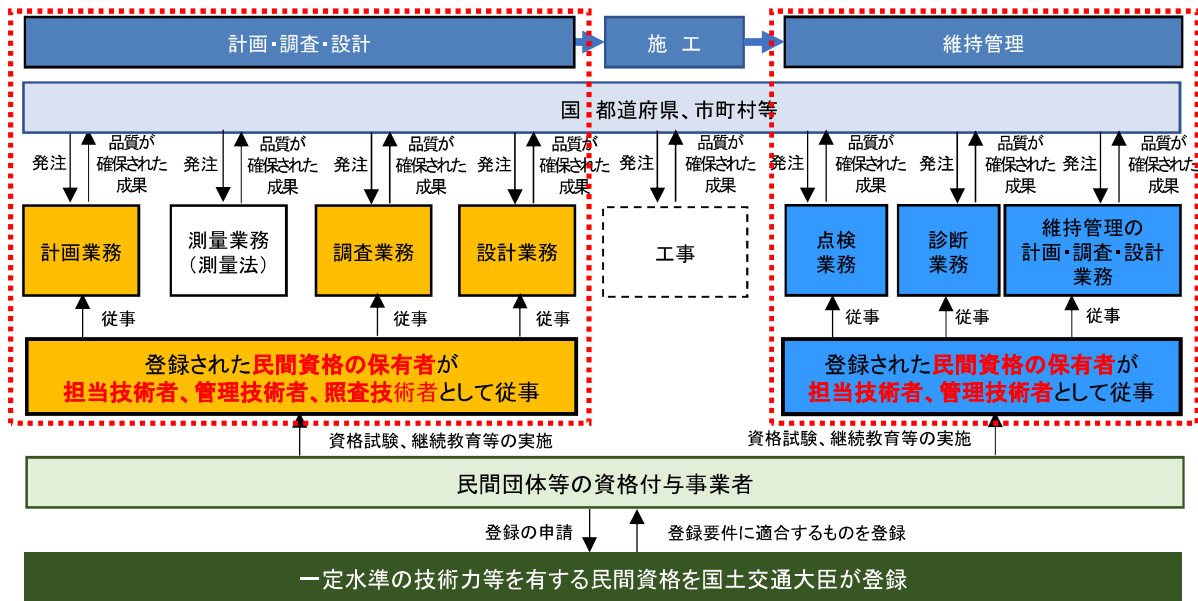 計画・調査・設計
施　工
維持管理
国　都道府県、市町村等
発注
品質が
確保された
成果
発注
品質が
確保された
成果
発注
品質が
確保された
成果
発注
品質が
確保された
成果
発注
品質が
確保された
成果
発注
品質が
確保された
成果
発注
品質が
確保された
成果
発注
品質が
確保された
成果
計画業務
測量業務
（測量法）
調査業務
設計業務
工事
点検
業務
診断
業務
維持管理の
計画・調査・設計
業務
従事
従事
従事
従事
従事
従事
登録された民間資格の保有者が
担当技術者、管理技術者、照査技術者として従事
登録された民間資格の保有者が
担当技術者、管理技術者として従事
資格試験、継続教育等の実施
資格試験、継続教育等の実施
民間団体等の資格付与事業者
登録の申請
登録要件に適合するものを登録
一定水準の技術力等を有する民間資格を国土交通大臣が登録